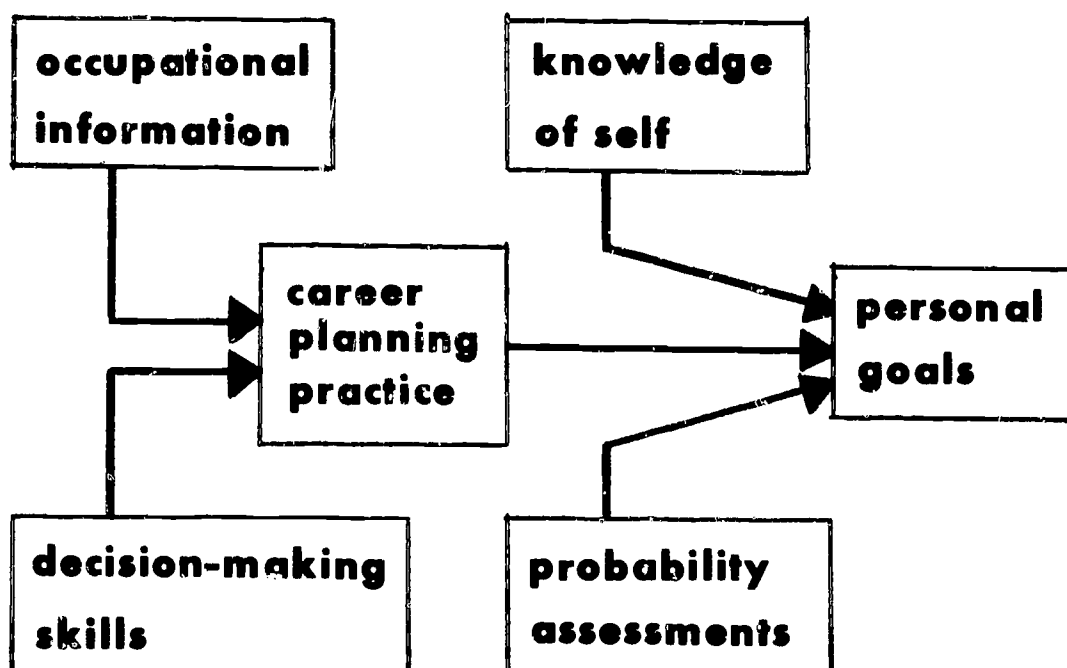 occupational
information
knowledge
of self
career
planning
practice
personal
goals
decision-making
skills
probability
assessments